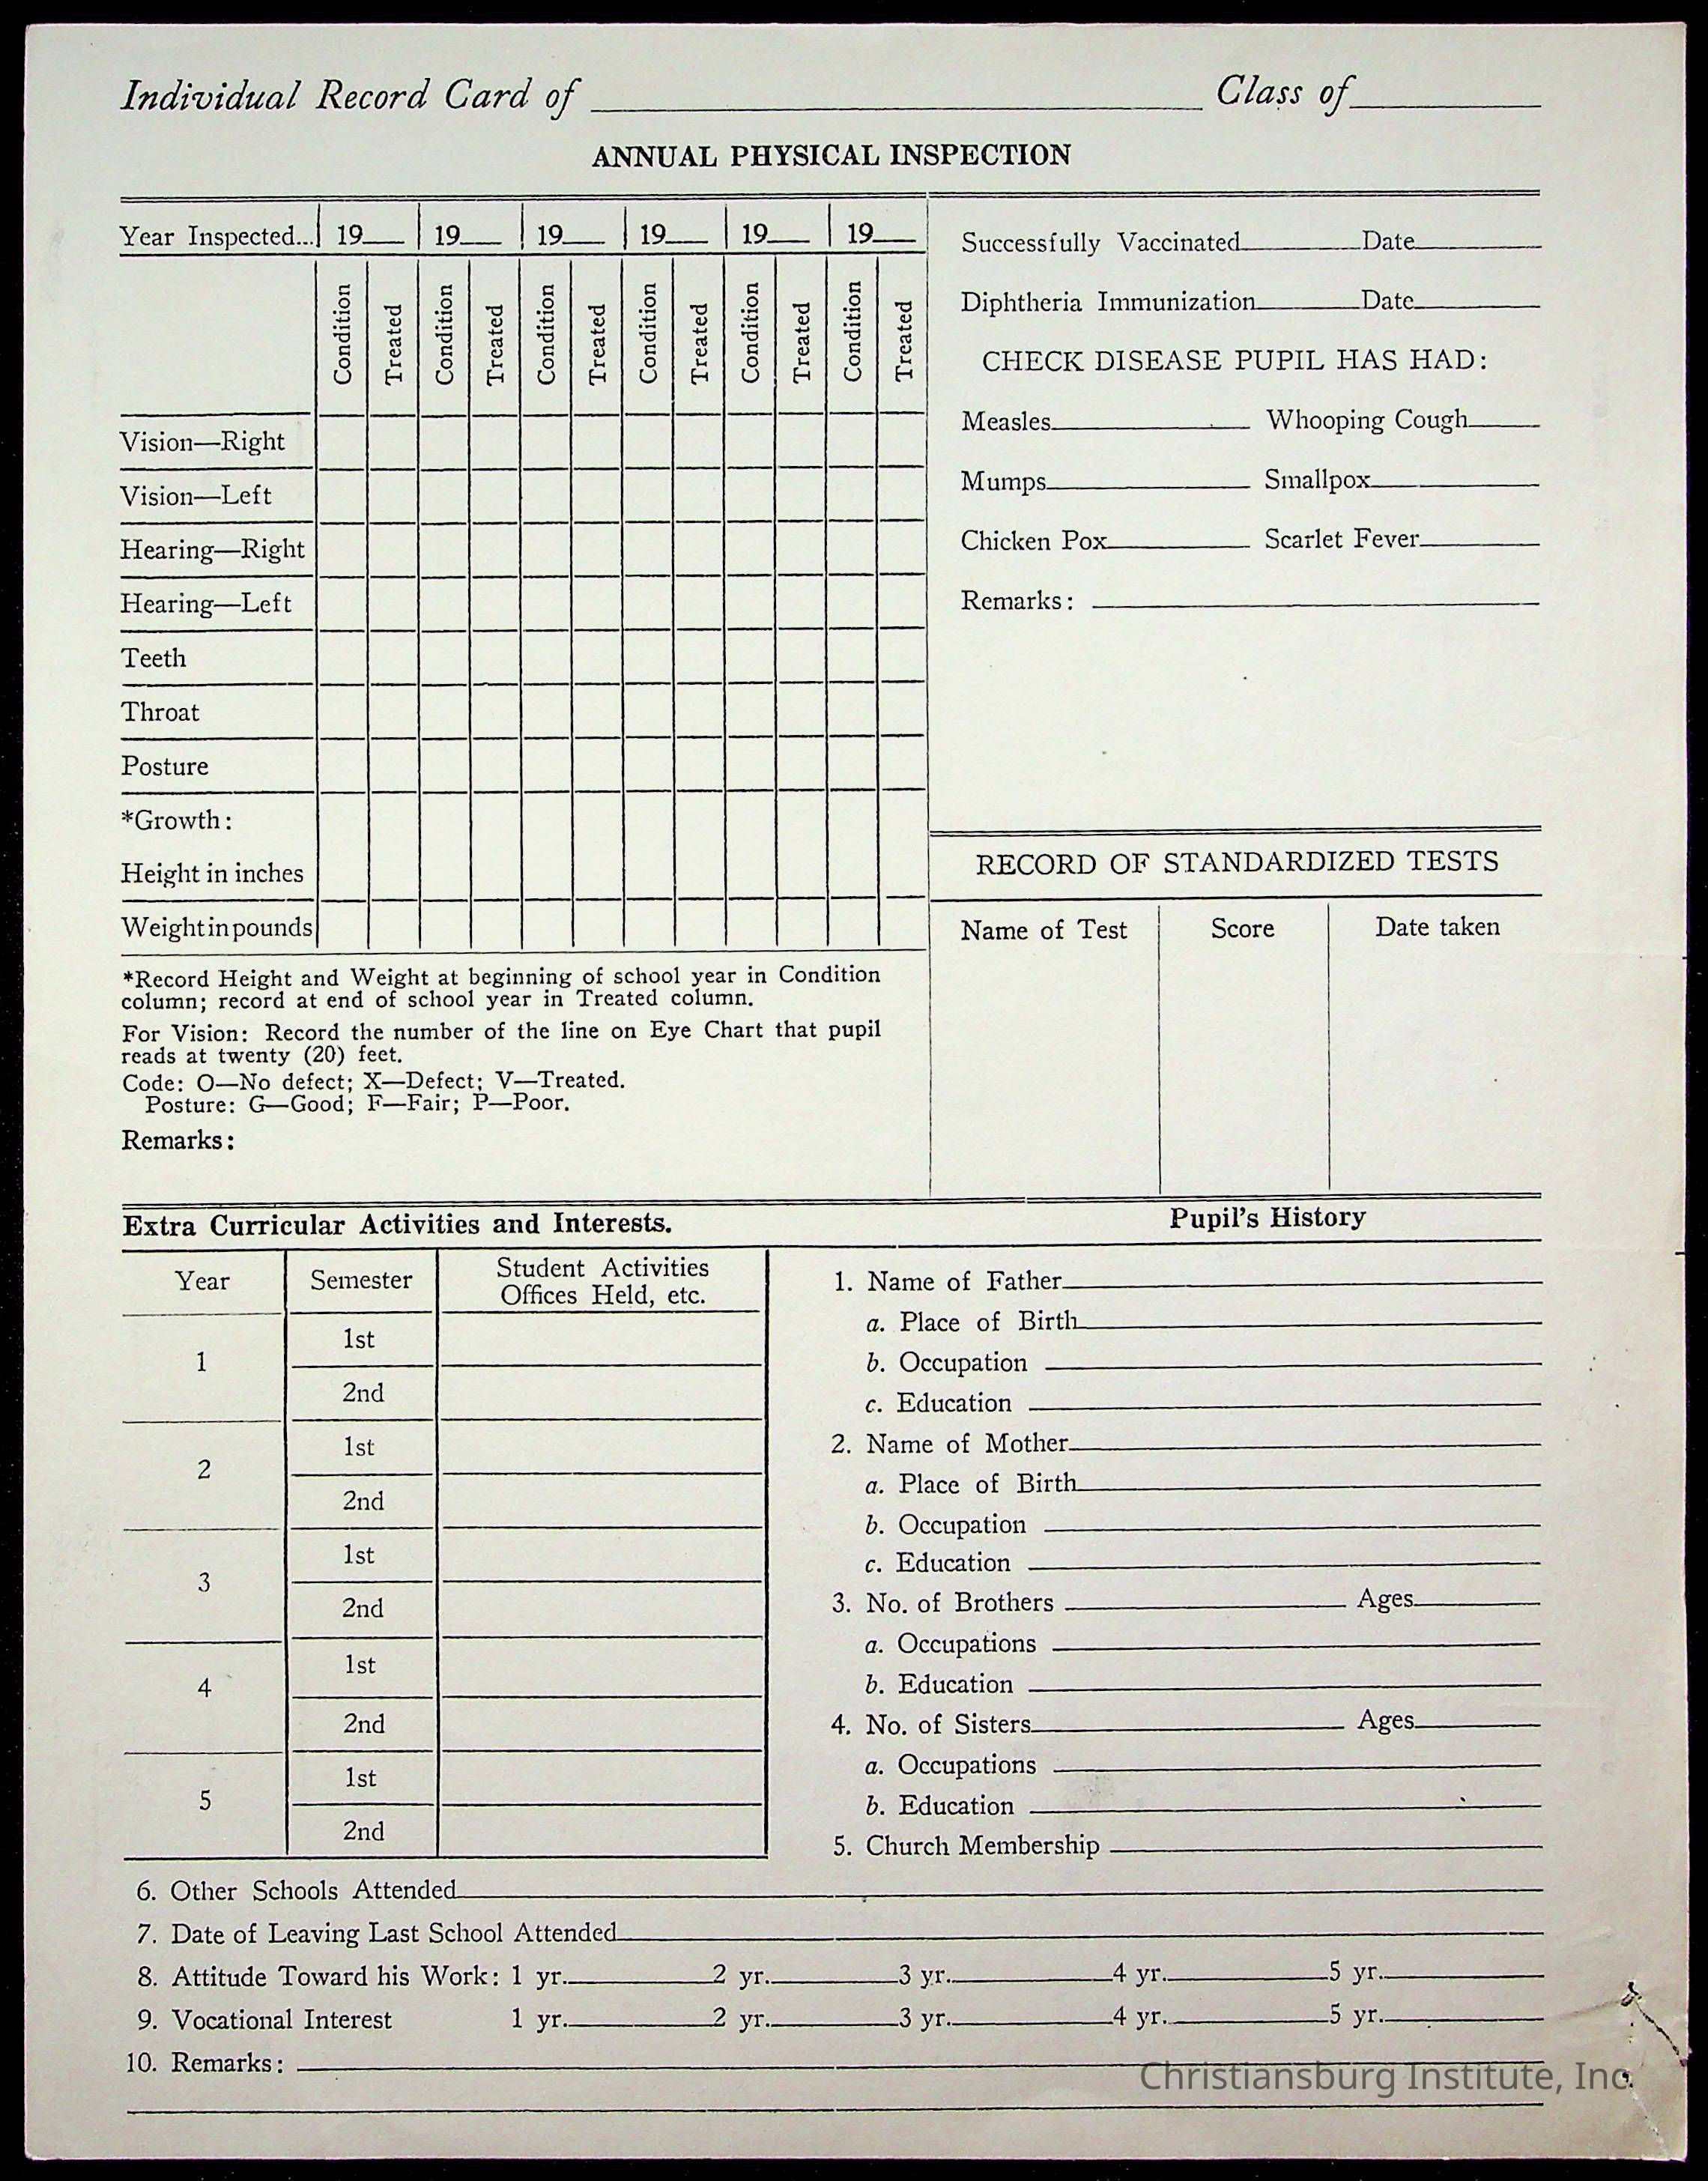 Individual Record Card of Class of
ANNUAL PHYSICAL INSPECTION
Year Inspected... 19 19 19 19 19 19
Condition Treated Condition Treated Condition Treated Condition Treated Condition Treated Condition Treated
Vision—Right
Vision—Left
Hearing—Right
Hearing—Left
Teeth
Throat
Posture
*Growth:
Height in inches
Weight in pounds
*Record Height and Weight at beginning of school year in Condition
column; record at end of school year in Treated column.
For Vision: Record the number of the line on Eye Chart that pupil
reads at twenty (20) feet.
Code: O—No defect; X—Defect; V—Treated.
Posture: G—Good; F—Fair; P—Poor.
Remarks:
Successfully Vaccinated Date
Diphtheria Immunization Date
CHECK DISEASE PUPIL HAS HAD:
Measles Whooping Cough
Mumps Smallpox
Chicken Pox Scarlet Fever
Remarks:
RECORD OF STANDARDIZED TESTS
Name of Test Score Date taken
Extra Curricular Activities and Interests.
Year Semester Student Activities
Offices Held, etc.
1 1st
2nd
2 1st
2nd
3 1st
2nd
4 1st
2nd
5 1st
2nd
Pupil's History
1. Name of Father
a. Place of Birth
b. Occupation
c. Education
2. Name of Mother
a. Place of Birth
b. Occupation
c. Education
3. No. of Brothers Ages
a. Occupations
b. Education
4. No. of Sisters Ages
a. Occupations
b. Education
5. Church Membership
6. Other Schools Attended
7. Date of Leaving Last School Attended
8. Attitude Toward his Work: 1 yr. 2 yr. 3 yr. 4 yr. 5 yr.
9. Vocational Interest 1 yr. 2 yr. 3 yr. 4 yr. 5 yr.
10. Remarks:
Christiansburg Institute, Inc.